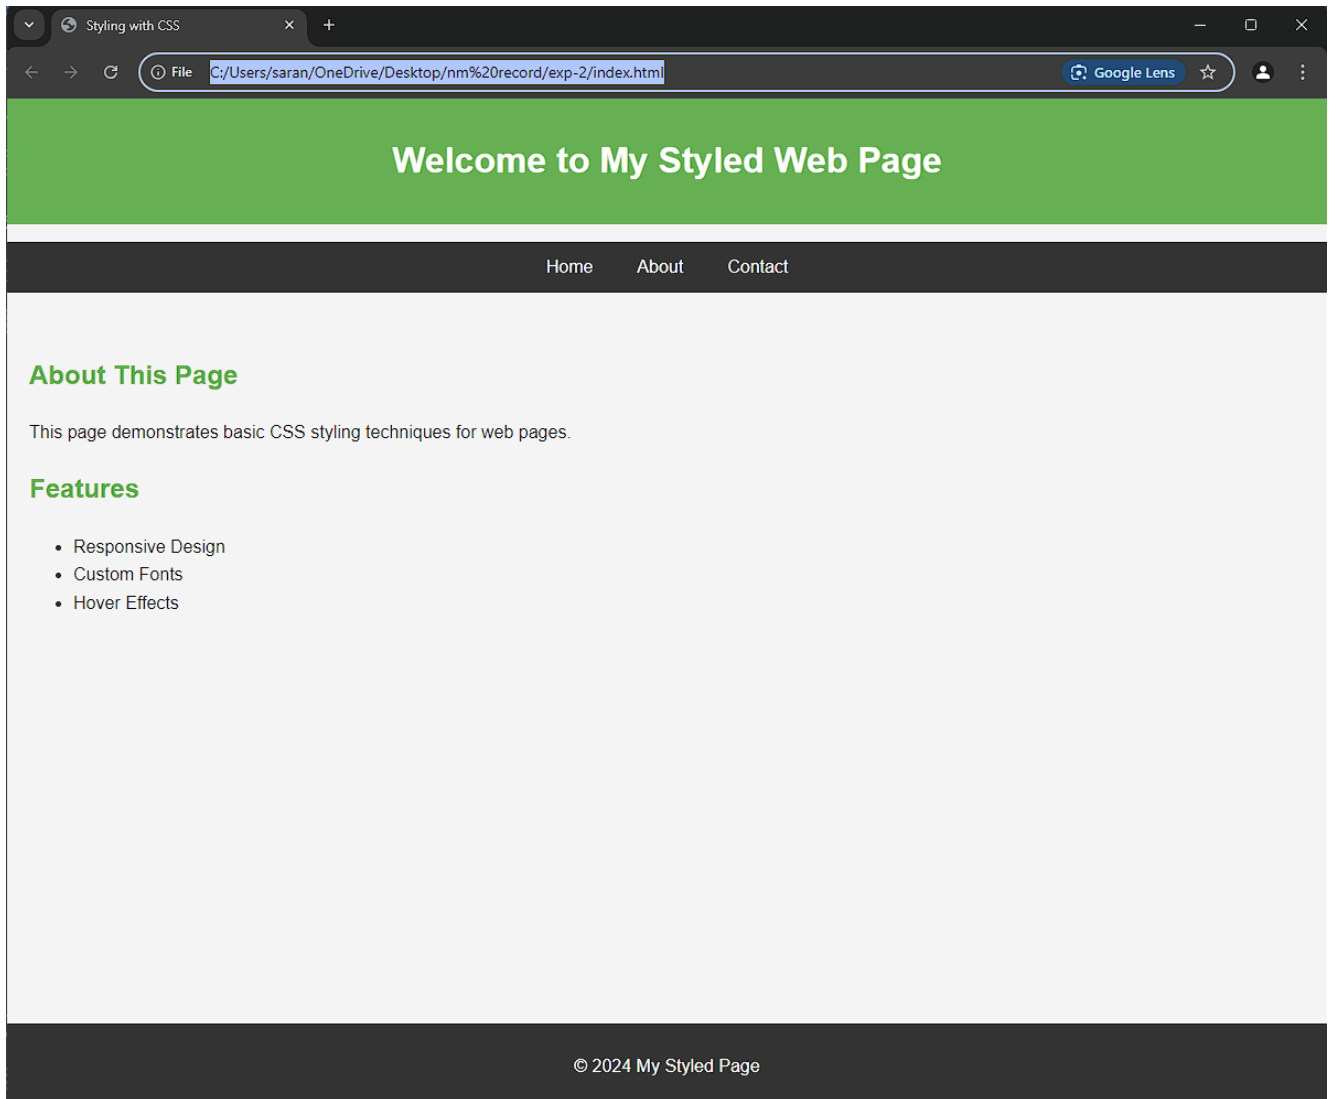 Styling with CSS
File C:/Users/saran/OneDrive/Desktop/nm%20record/exp-2/index.html Google Lens
Welcome to My Styled Web Page
Home About Contact
About This Page
This page demonstrates basic CSS styling techniques for web pages.
Features
• Responsive Design
• Custom Fonts
• Hover Effects
© 2024 My Styled Page